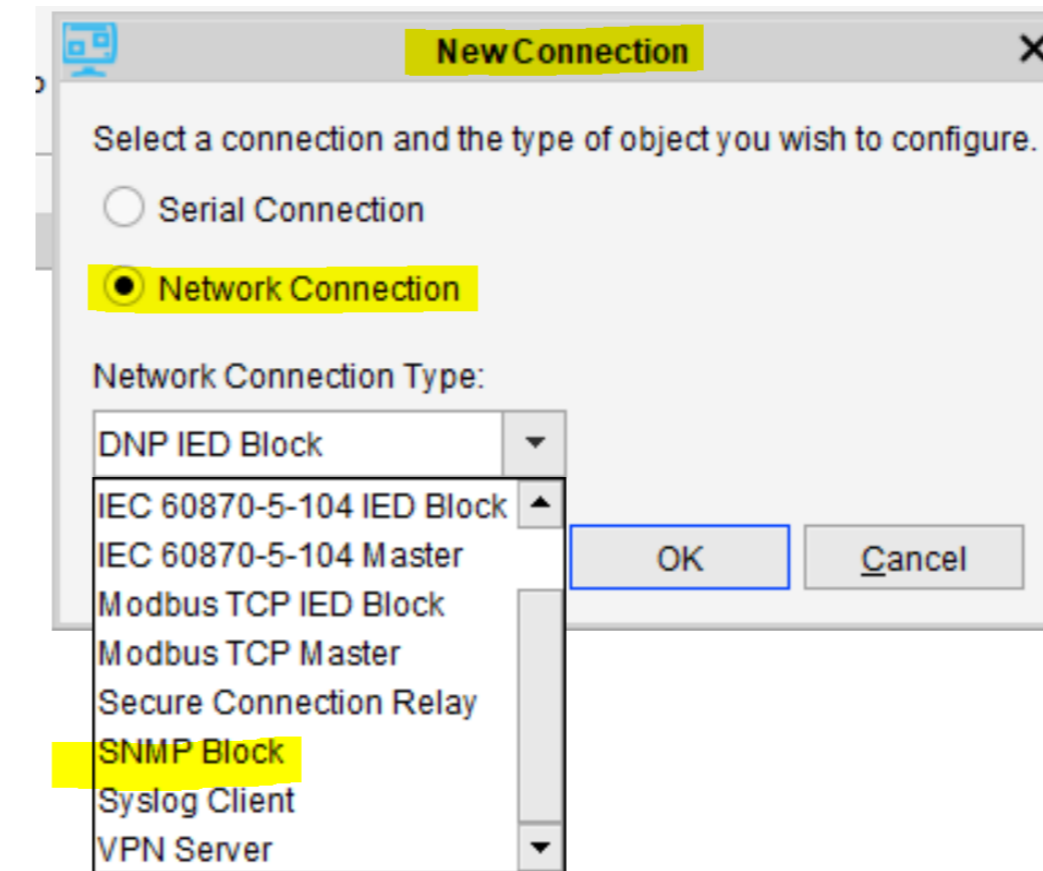 New Connection
Select a connection and the type of object you wish to configure.
Serial Connection
Network Connection
Network Connection Type:
DNP IED Block
IEC 60870-5-104 IED Block
IEC 60870-5-104 Master
OK
Cancel
Modbus TCP IED Block
Modbus TCP Master
Secure Connection Relay
SNMP Block
Syslog Client
VPN Server